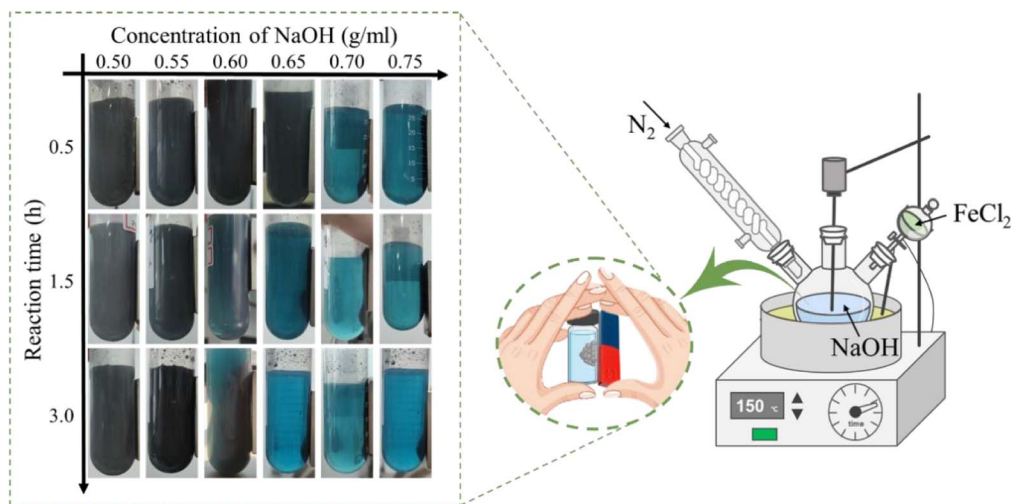 Concentration of NaOH (g/ml)
0.50 0.55 0.60 0.65 0.70 0.75
Reaction time (h)
0.5
1.5
3.0
N2
FeCl2
NaOH
150 °C
time